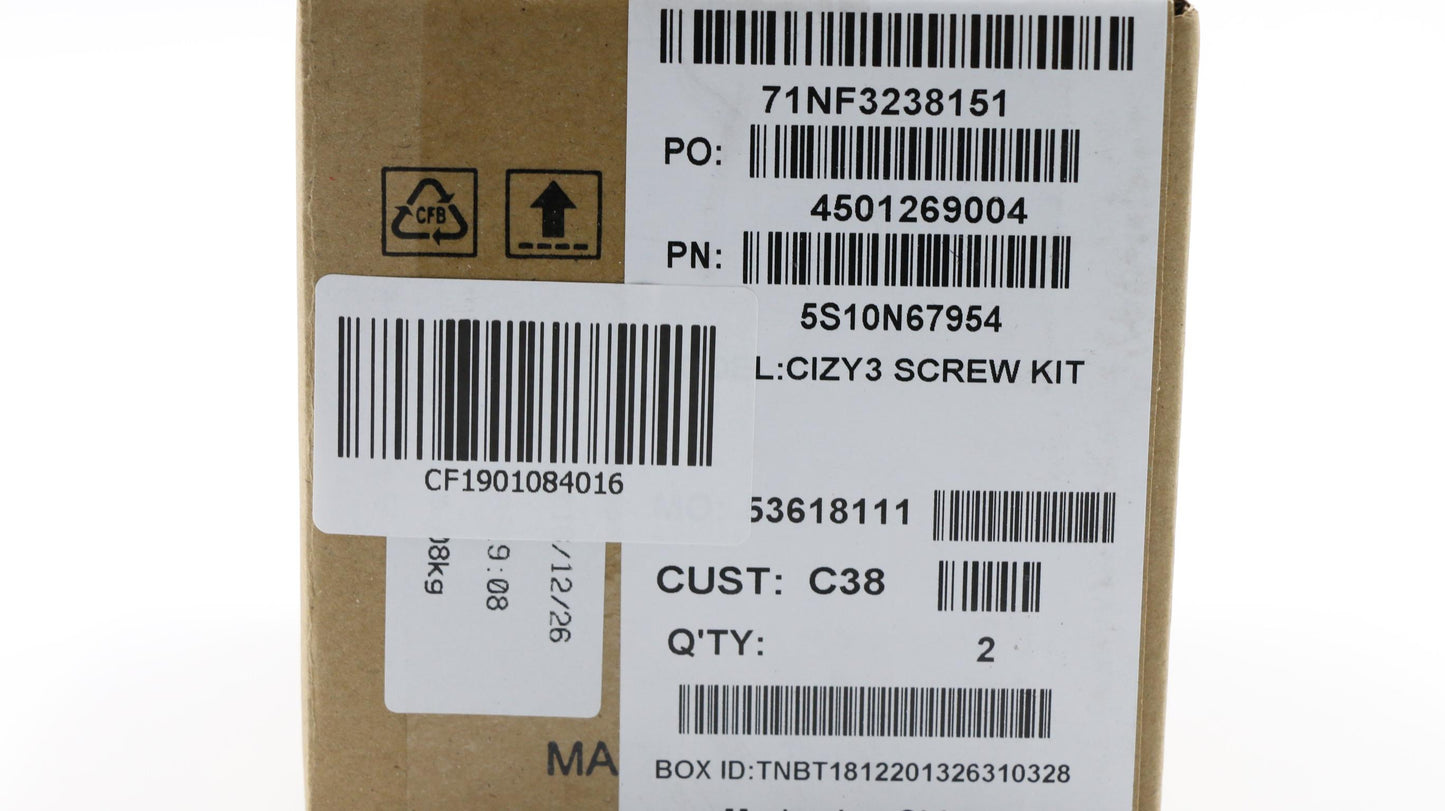 71NF3238151
PO:
4501269004
PN:
5S10N67954
L:CIZY3 SCREW KIT
53618111
CUST: C38
Q'TY: 2
BOX ID:TNBT1812201326310328
CFB
CF1901084016
08kg
9:08
/12/26
MA